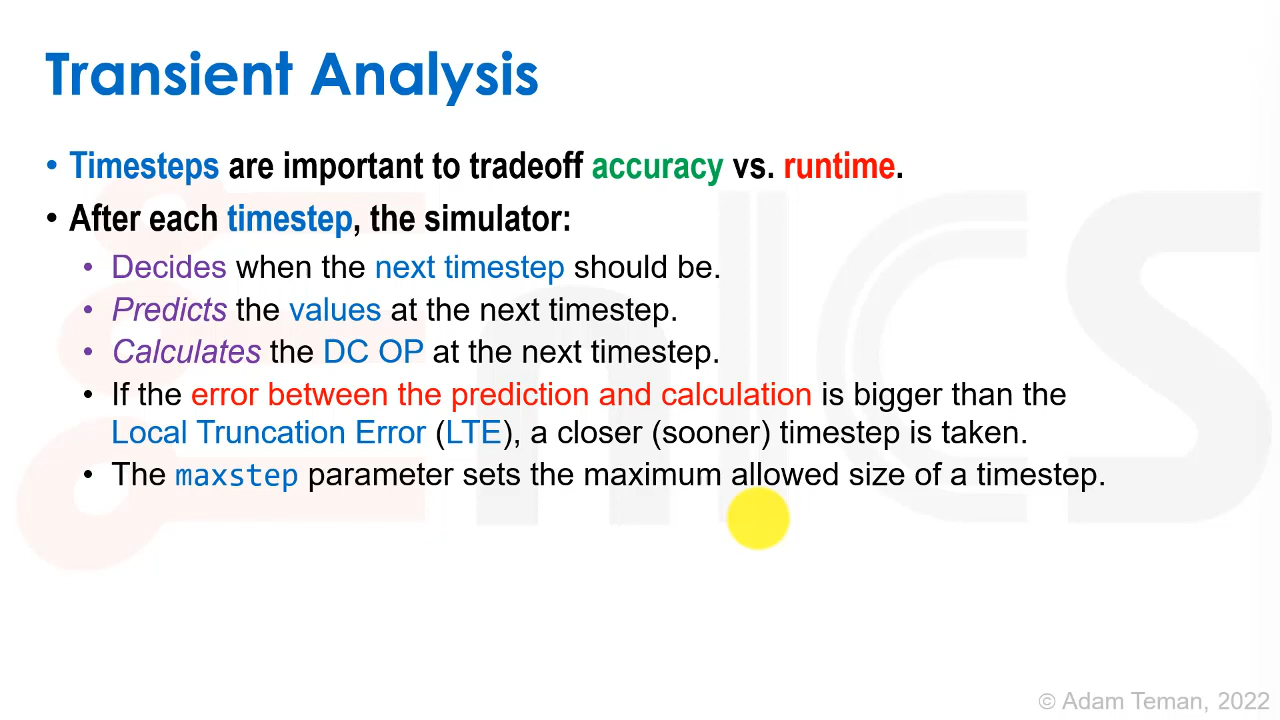 Transient Analysis
• Timesteps are important to tradeoff accuracy vs. runtime.
• After each timestep, the simulator:
• Decides when the next timestep should be.
• Predicts the values at the next timestep.
• Calculates the DC OP at the next timestep.
• If the error between the prediction and calculation is bigger than the
Local Truncation Error (LTE), a closer (sooner) timestep is taken.
• The maxstep parameter sets the maximum allowed size of a timestep.
EnICS
© Adam Teman, 2022